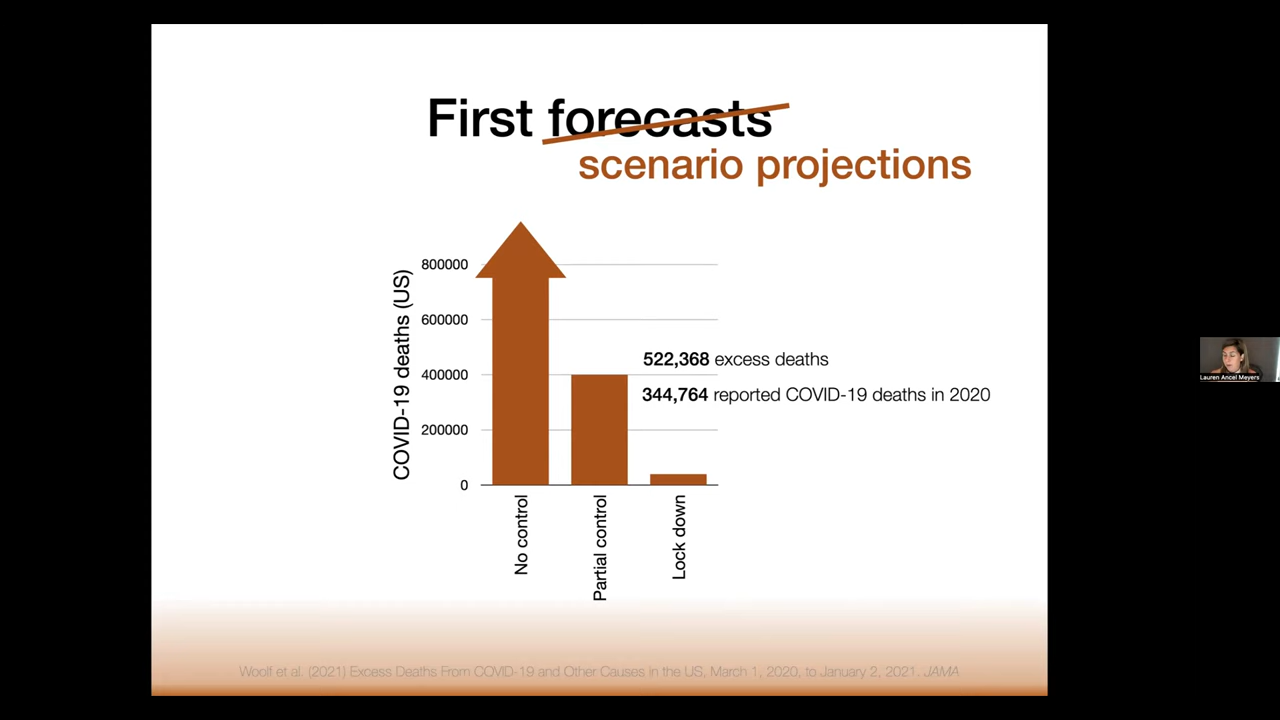 First forecasts
scenario projections
COVID-19 deaths (US)
800000
600000
400000
200000
0
522,368 excess deaths
344,764 reported COVID-19 deaths in 2020
No control
Partial control
Lock down
Woolf et al. (2021) Excess Deaths From COVID-19 and Other Causes in the US, March 1, 2020, to January 2, 2021. JAMA
Lauren Ancel Meyers